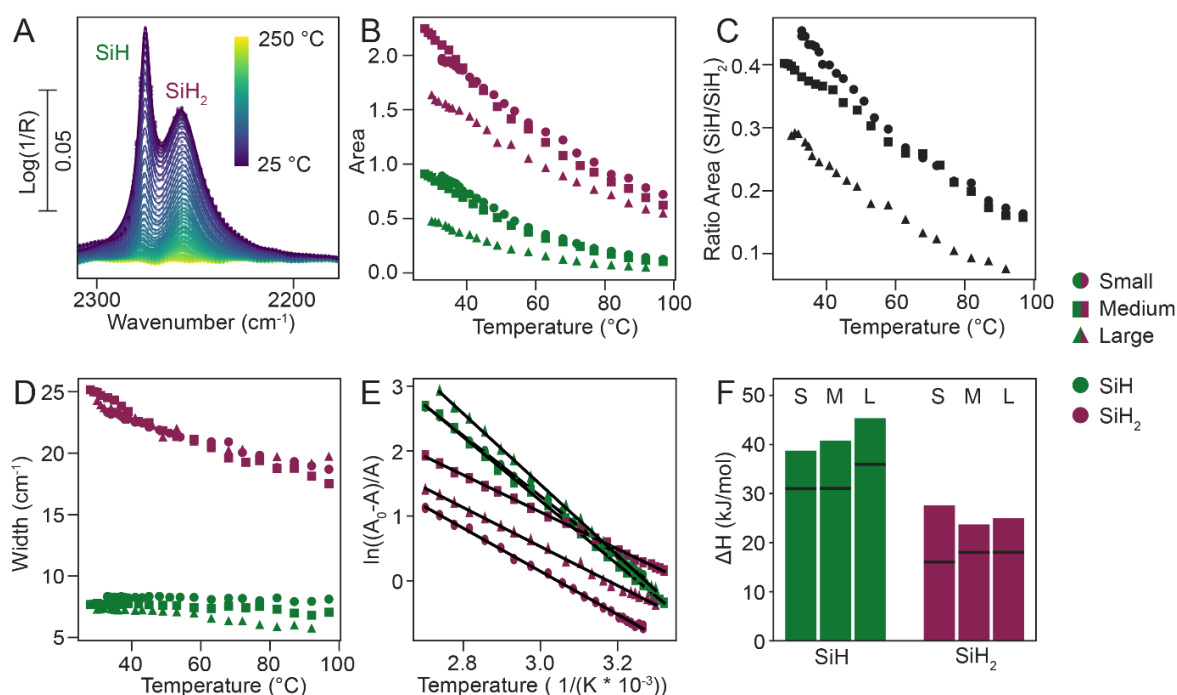 A
SiH
SiH₂
250 °C
25 °C
Log(1/R)
0.05
2300
2200
Wavenumber (cm⁻¹)
B
Area
2.0
1.5
1.0
0.5
0.0
40
60
80
100
Temperature (°C)
C
Ratio Area (SiH/SiH₂)
0.4
0.3
0.2
0.1
40
60
80
100
Temperature (°C)
Small
Medium
Large
SiH
SiH₂
D
Width (cm⁻¹)
25
20
15
10
5
40
60
80
100
Temperature (°C)
E
ln((A₀-A)/A)
3
2
1
0
2.8
3.0
3.2
Temperature ( 1/(K * 10⁻³))
F
S M L
S M L
ΔH (kJ/mol)
50
40
30
20
10
0
SiH
SiH₂